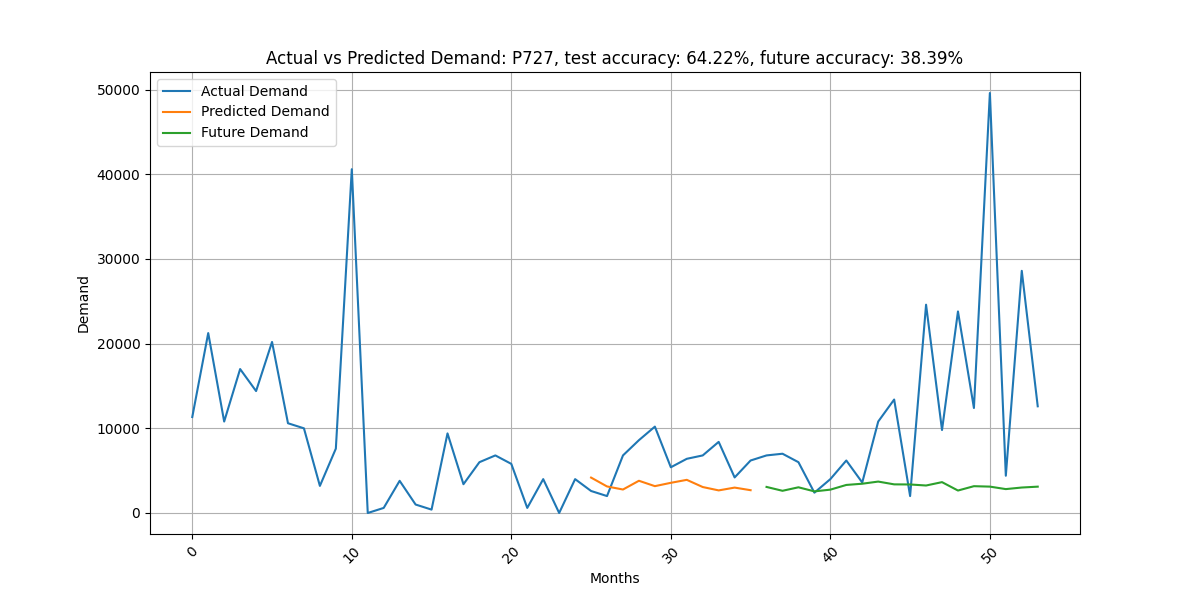 Actual vs Predicted Demand: P727, test accuracy: 64.22%, future accuracy: 38.39%
Actual Demand
Predicted Demand
Future Demand
50000
40000
30000
20000
10000
0
Demand
0 10 20 30 40 50
Months